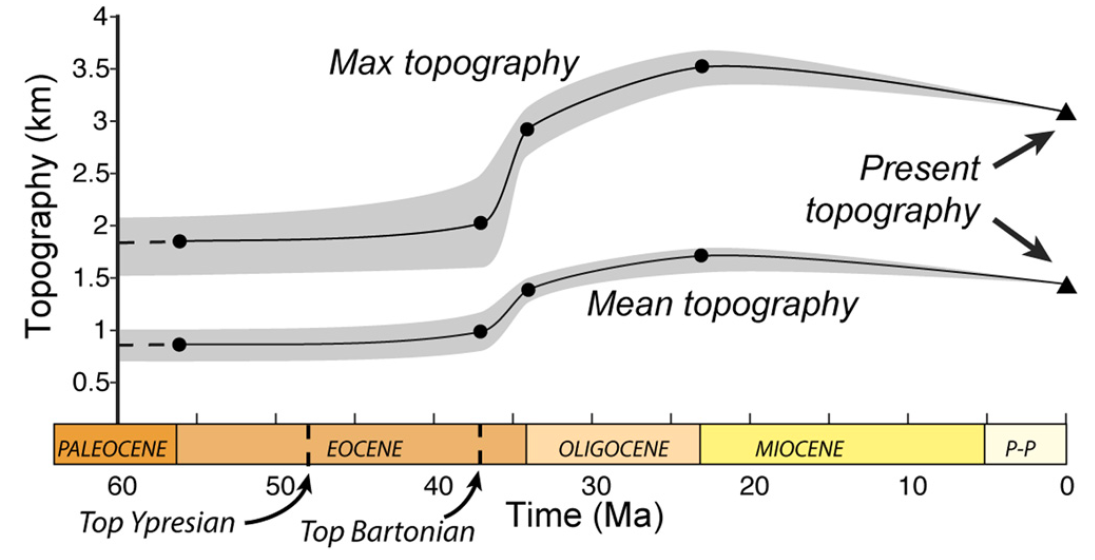 4
3.5
3
2.5
2
1.5
1
0.5
Topography (km)
Max topography
Present
topography
Mean topography
PALEOCENE EOCENE OLIGOCENE MIOCENE P-P
60 50 40 30 20 10 0
Top Ypresian Top Bartonian Time (Ma)